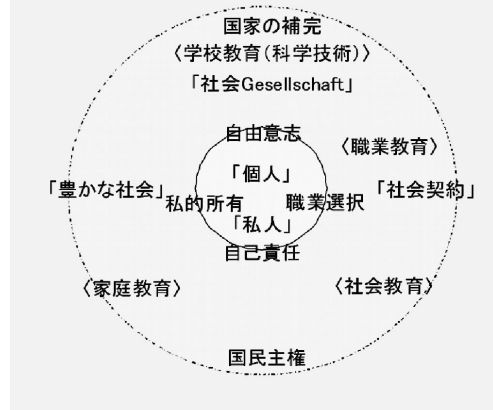 国家の補完
〈学校教育(科学技術)〉
「社会Gesellschaft」
自由意志
〈職業教育〉
「個人」
「豊かな社会」
私的所有
職業選択
「社会契約」
「私人」
自己責任
〈家庭教育〉
〈社会教育〉
国民主権